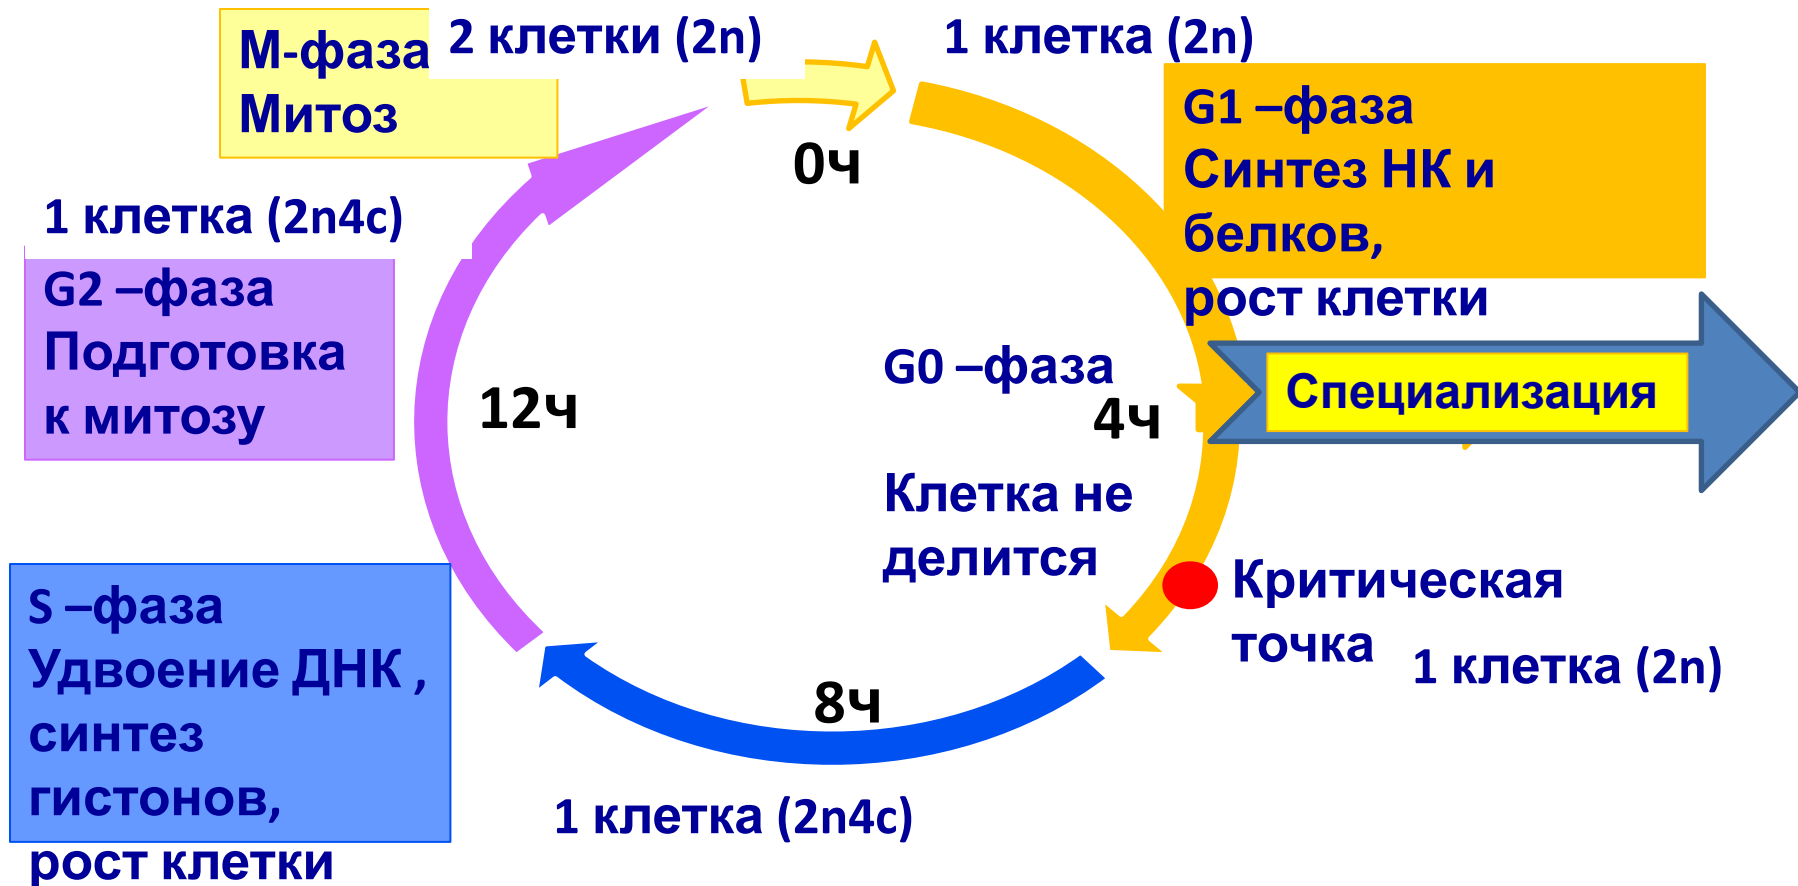 М-фаза
Митоз
2 клетки (2n)
1 клетка (2n)
G1 –фаза
Синтез НК и
белков,
рост клетки
0ч
1 клетка (2n4c)
G2 –фаза
Подготовка
к митозу
12ч
G0 –фаза
4ч
Специализация
Клетка не
делится
Критическая
точка
1 клетка (2n)
S –фаза
Удвоение ДНК ,
синтез
гистонов,
рост клетки
8ч
1 клетка (2n4c)